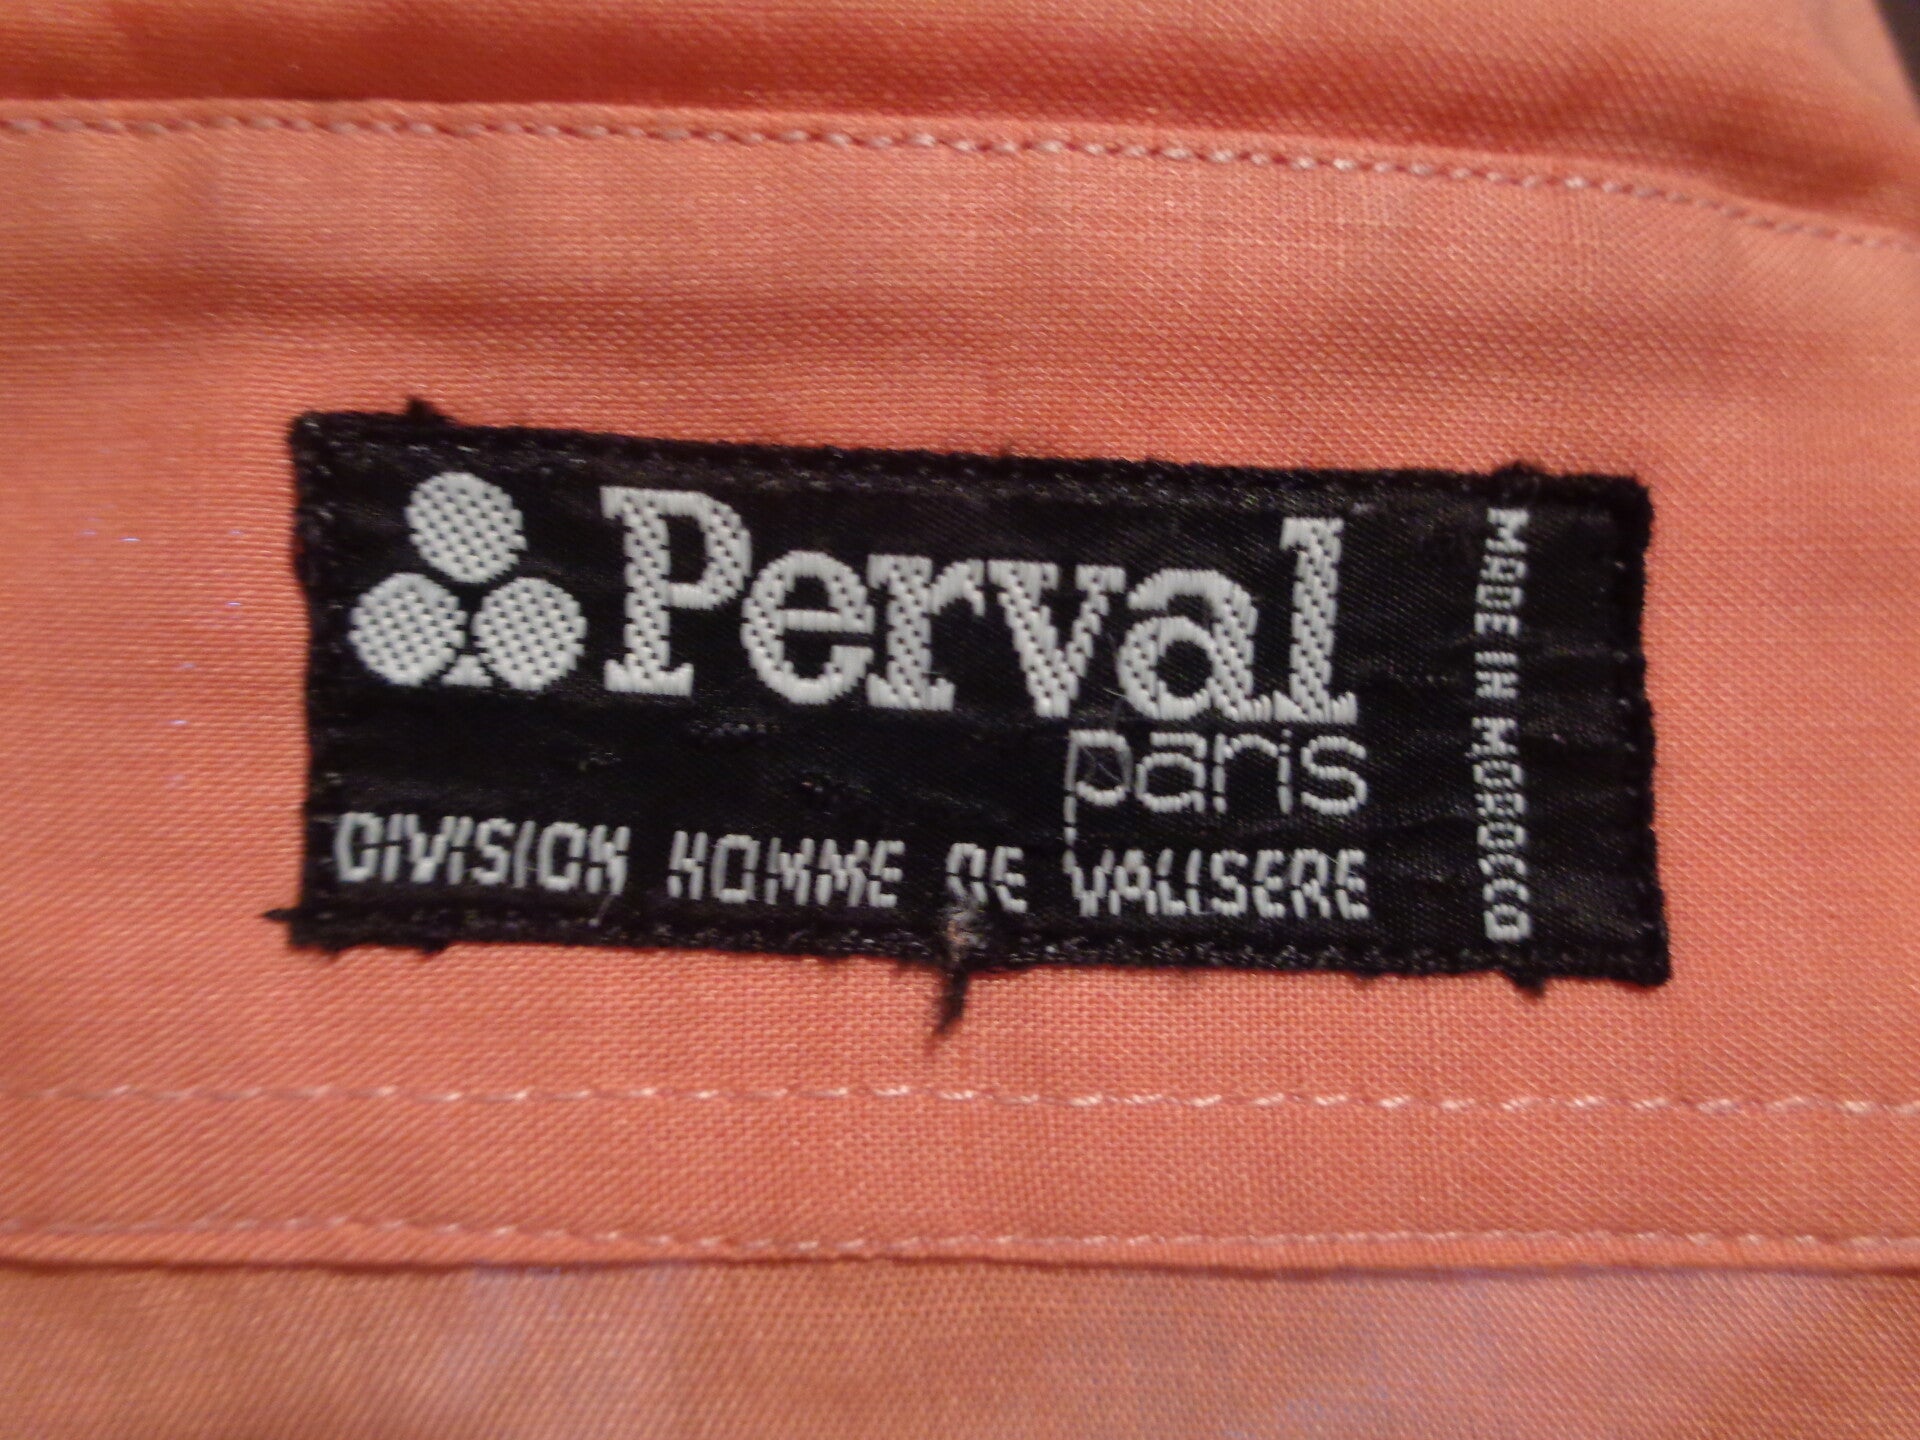 Perval
paris
DIVISION HOMME DE VALISERE
MADE IN MOROCCO